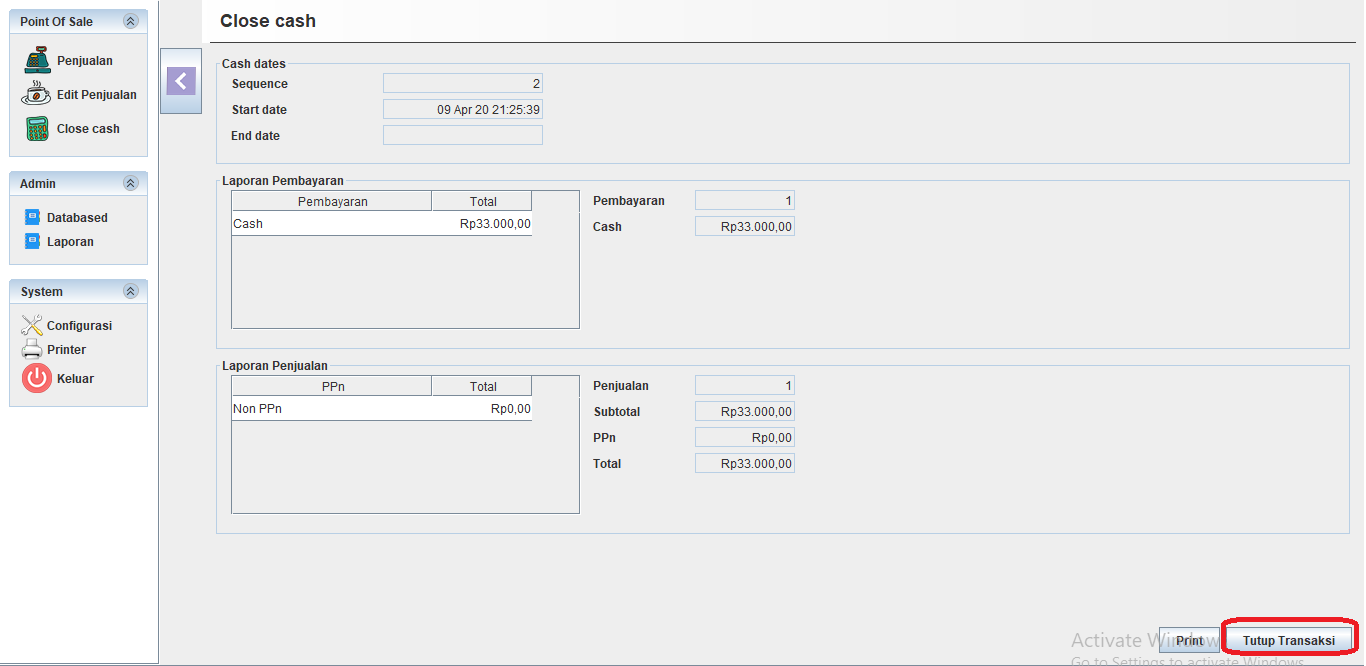 Point Of Sale
Penjualan
Edit Penjualan
Close cash
Admin
Databased
Laporan
System
Configurasi
Printer
Keluar
Close cash
Cash dates
Sequence 2
Start date 09 Apr 20 21:25:39
End date
Laporan Pembayaran
Pembayaran Total
Cash Rp33.000,00
Pembayaran 1
Cash Rp33.000,00
Laporan Penjualan
PPn Total
Non PPn Rp0,00
Penjualan 1
Subtotal Rp33.000,00
PPn Rp0,00
Total Rp33.000,00
Activate Window
Print
Tutup Transaksi
Go to Settings to activate Windows.